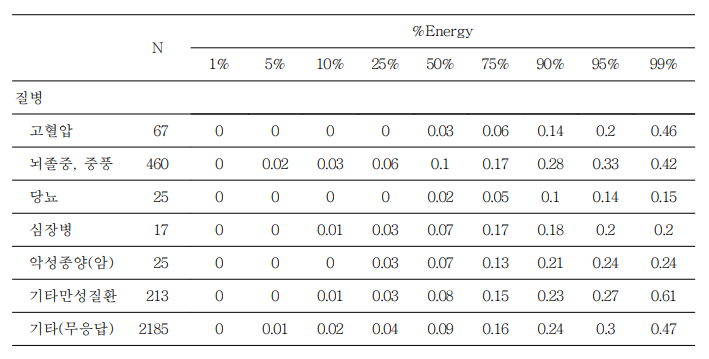 %Energy
N 1% 5% 10% 25% 50% 75% 90% 95% 99%
질병
고혈압 67 0 0 0 0 0.03 0.06 0.14 0.2 0.46
뇌졸중, 중풍 460 0 0.02 0.03 0.06 0.1 0.17 0.28 0.33 0.42
당뇨 25 0 0 0 0 0.02 0.05 0.1 0.14 0.15
심장병 17 0 0 0.01 0.03 0.07 0.17 0.18 0.2 0.2
악성종양(암) 25 0 0 0 0.03 0.07 0.13 0.21 0.24 0.24
기타만성질환 213 0 0 0.01 0.03 0.08 0.15 0.23 0.27 0.61
기타(무응답) 2185 0 0.01 0.02 0.04 0.09 0.16 0.24 0.3 0.47